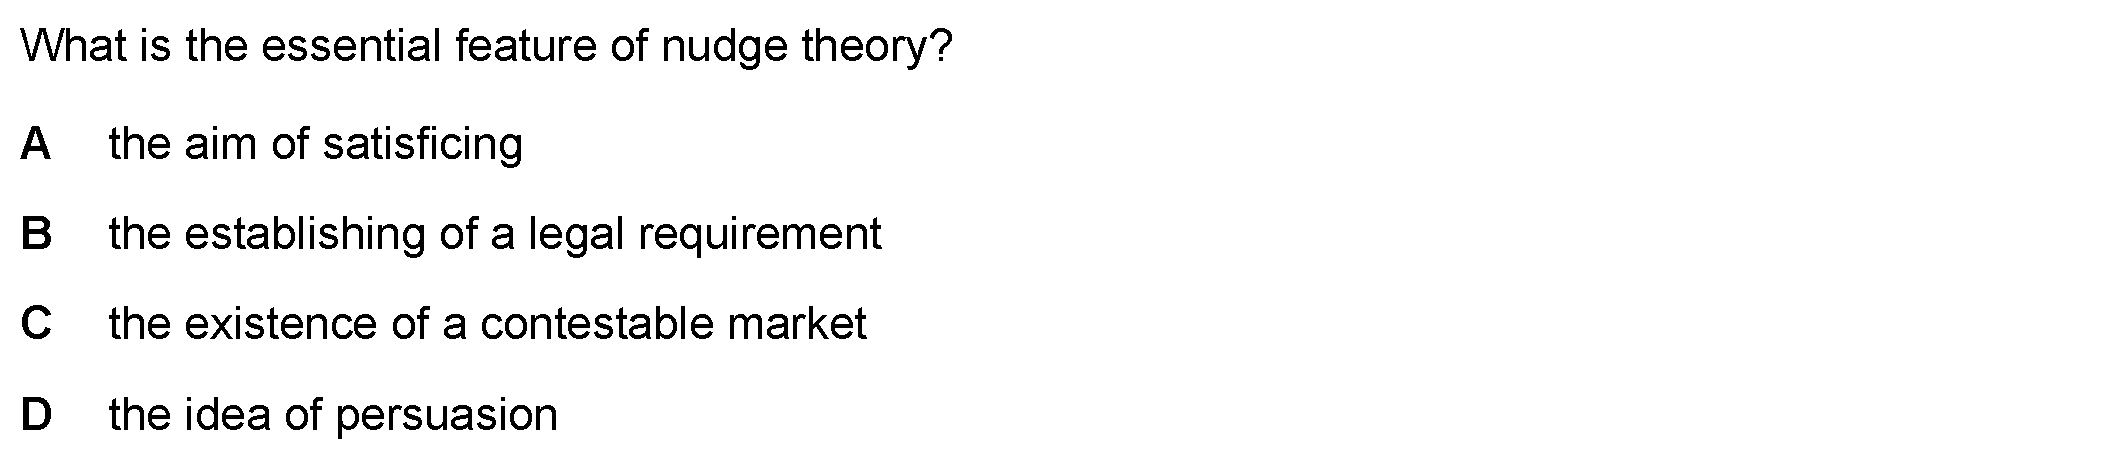 What is the essential feature of nudge theory?
A the aim of satisficing
B the establishing of a legal requirement
C the existence of a contestable market
D the idea of persuasion